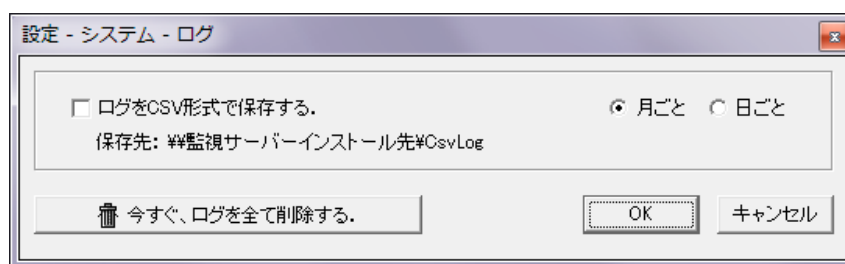 設定 - システム - ログ
ログをCSV形式で保存する. 月ごと 日ごと
保存先: ¥¥監視サーバーインストール先¥CsvLog
今すぐ、ログを全て削除する. OK キャンセル